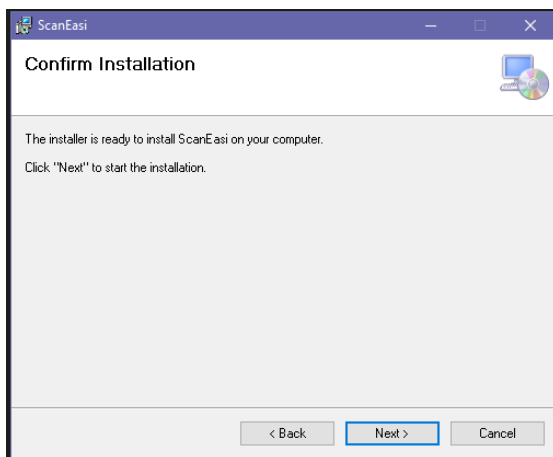 ScanEasi
Confirm Installation
The installer is ready to install ScanEasi on your computer.
Click "Next" to start the installation.
< Back
Next >
Cancel